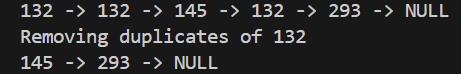 132 -> 132 -> 145 -> 132 -> 293 -> NULL
Removing duplicates of 132
145 -> 293 -> NULL